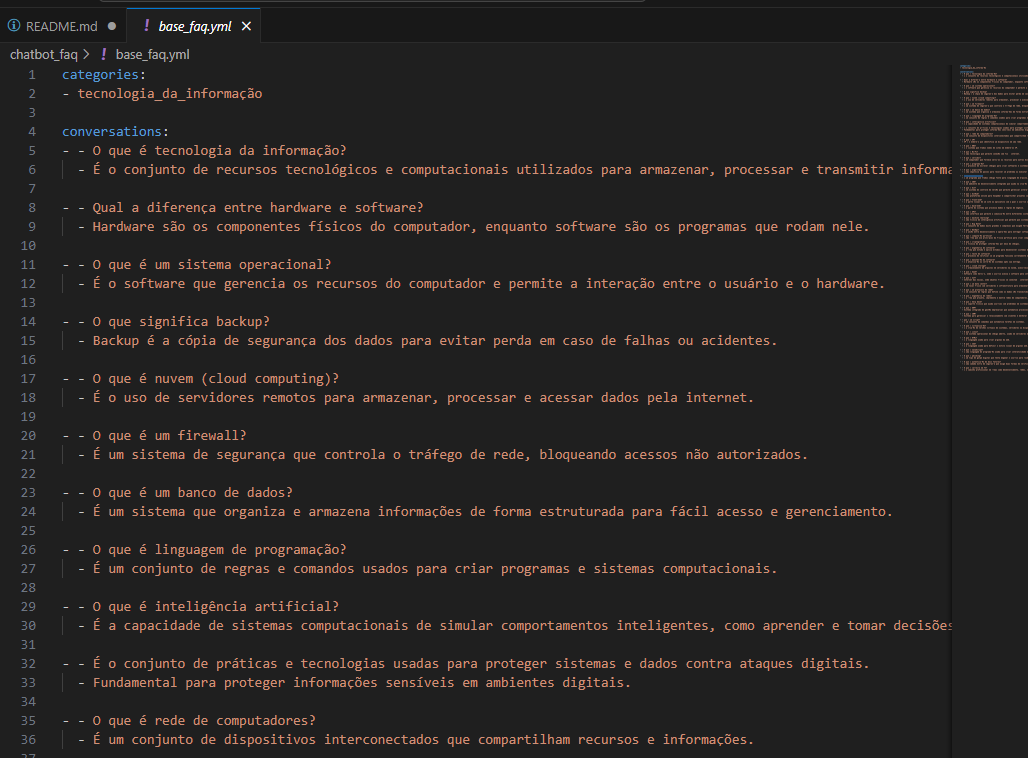 README.md
base_faq.yml
chatbot_faq > ! base_faq.yml
1 categories:
2 - tecnologia_da_informação
3
4 conversations:
5 - - O que é tecnologia da informação?
6 - É o conjunto de recursos tecnológicos e computacionais utilizados para armazenar, processar e transmitir informa
7
8 - - Qual a diferença entre hardware e software?
9 - Hardware são os componentes físicos do computador, enquanto software são os programas que rodam nele.
10
11 - - O que é um sistema operacional?
12 - É o software que gerencia os recursos do computador e permite a interação entre o usuário e o hardware.
13
14 - - O que significa backup?
15 - Backup é a cópia de segurança dos dados para evitar perda em caso de falhas ou acidentes.
16
17 - - O que é nuvem (cloud computing)?
18 - É o uso de servidores remotos para armazenar, processar e acessar dados pela internet.
19
20 - - O que é um firewall?
21 - É um sistema de segurança que controla o tráfego de rede, bloqueando acessos não autorizados.
22
23 - - O que é um banco de dados?
24 - É um sistema que organiza e armazena informações de forma estruturada para fácil acesso e gerenciamento.
25
26 - - O que é linguagem de programação?
27 - É um conjunto de regras e comandos usados para criar programas e sistemas computacionais.
28
29 - - O que é inteligência artificial?
30 - É a capacidade de sistemas computacionais de simular comportamentos inteligentes, como aprender e tomar decisões
31
32 - - É o conjunto de práticas e tecnologias usadas para proteger sistemas e dados contra ataques digitais.
33 - Fundamental para proteger informações sensíveis em ambientes digitais.
34
35 - - O que é rede de computadores?
36 - É um conjunto de dispositivos interconectados que compartilham recursos e informações.